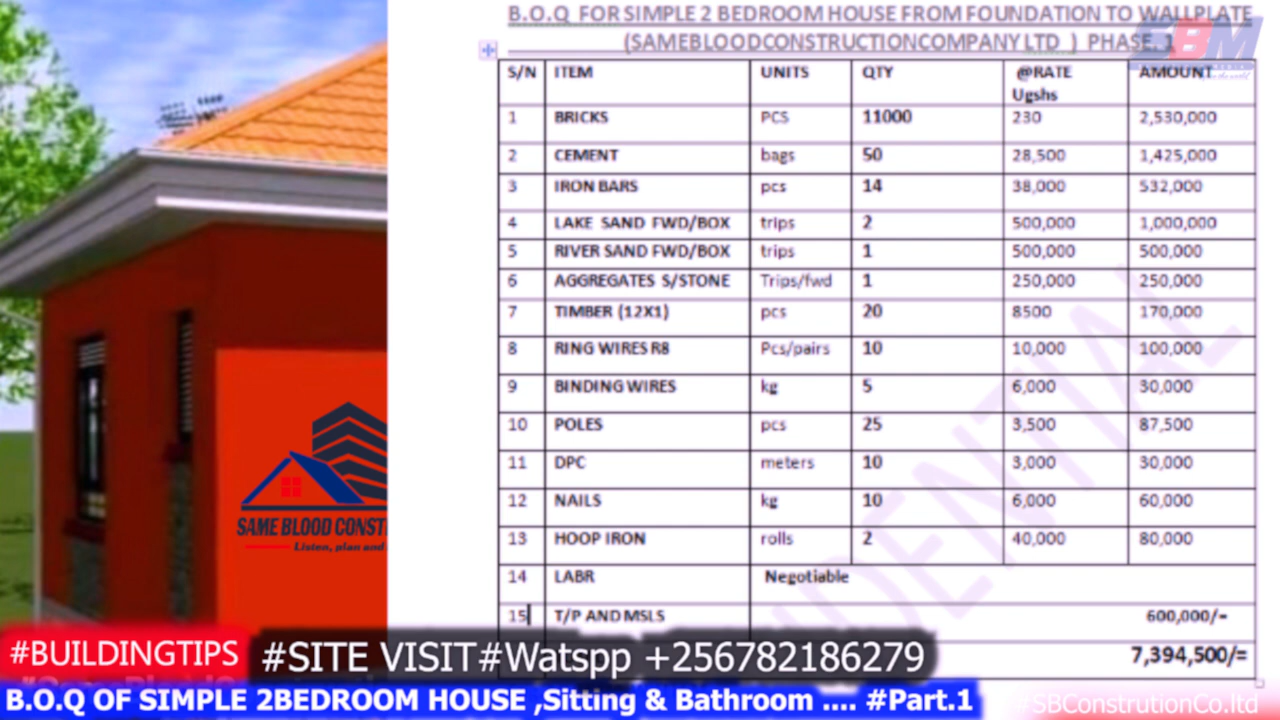 B.O.Q FOR SIMPLE 2 BEDROOM HOUSE FROM FOUNDATION TO WALLPLATE
(SAMEBLOODCONSTRUCTIONCOMPANY LTD ) PHASE.1
SBM
S/N ITEM UNITS QTY @RATE Ugshs AMOUNT
1 BRICKS PCS 11000 230 2,530,000
2 CEMENT bags 50 28,500 1,425,000
3 IRON BARS pcs 14 38,000 532,000
4 LAKE SAND FWD/BOX trips 2 500,000 1,000,000
5 RIVER SAND FWD/BOX trips 1 500,000 500,000
6 AGGREGATES S/STONE Trips/fwd 1 250,000 250,000
7 TIMBER (12X1) pcs 20 8500 170,000
8 RING WIRES R8 Pcs/pairs 10 10,000 100,000
9 BINDING WIRES kg 5 6,000 30,000
10 POLES pcs 25 3,500 87,500
11 DPC meters 10 3,000 30,000
12 NAILS kg 10 6,000 60,000
13 HOOP IRON rolls 2 40,000 80,000
14 LABR Negotiable
15 T/P AND MSLS 600,000/=
7,394,500/=
SAME BLOOD CONST
Listen, plan and
#BUILDINGTIPS #SITE VISIT#Watspp +256782186279
B.O.Q OF SIMPLE 2BEDROOM HOUSE ,Sitting & Bathroom .... #Part.1
#SBConstrutionCo.ltd